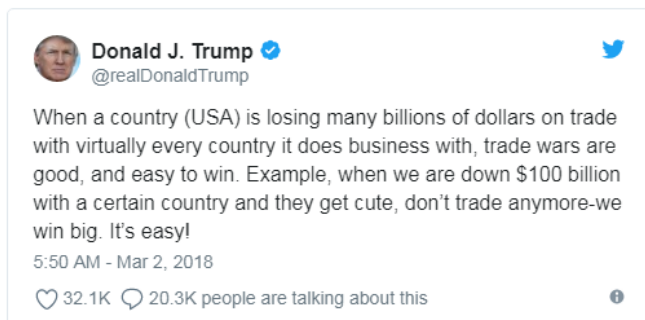 Donald J. Trump
@realDonaldTrump
When a country (USA) is losing many billions of dollars on trade
with virtually every country it does business with, trade wars are
good, and easy to win. Example, when we are down $100 billion
with a certain country and they get cute, don’t trade anymore-we
win big. It’s easy!
5:50 AM - Mar 2, 2018
32.1K 20.3K people are talking about this